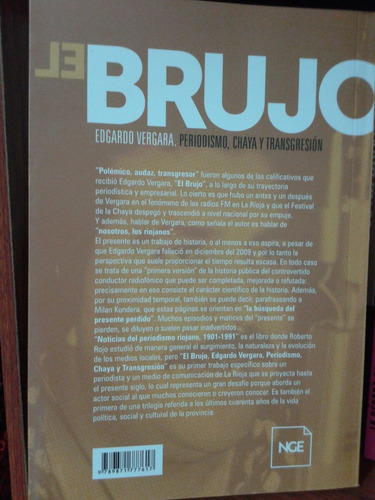 EL
BRUJO
EDGARDO VERGARA. PERIODISMO, CHAYA Y TRANSGRESIÓN
"Polémico, audaz, transgresor" fueron algunos de los calificativos que
recibió Edgardo Vergara, "El Brujo", a lo largo de su trayectoria
periodística y empresarial. Lo cierto es que hubo un antes y un después
de Vergara en el fenómeno de las radios FM en La Rioja y que el Festival
de la Chaya despegó y trascendió a nivel nacional por su empuje.
Y además, hablar de Vergara, como señala el autor es hablar de
"nosotros, los riojanos".
El presente es un trabajo de historia, o al menos a eso aspira, a pesar de
que Edgardo Vergara falleció en diciembre del 2009 y por lo tanto la
perspectiva que suele proporcionar el tiempo resulta escasa. En todo caso
se trata de una "primera versión" de la historia pública del controvertido
conductor radiofónico que puede ser completada, mejorada o refutada:
precisamente en eso consiste el carácter científico de la historia. Además,
por su proximidad temporal, también se puede decir, parafraseando a
Milan Kundera, que estas páginas se orientan en "la búsqueda del
presente perdido". Muchos episodios y matices del "presente" se
pierden, se diluyen o suelen pasar inadvertidos...
"Noticias del periodismo riojano, 1901-1991" es el libro donde Roberto
Rojo estudió de manera general el surgimiento, la naturaleza y la evolución
de los medios locales, pero "El Brujo, Edgardo Vergara, Periodismo,
Chaya y Transgresión" es su primer trabajo específico sobre un
periodista y un medio de comunicación de La Rioja que se proyecta hasta
el presente siglo, lo cual representa un gran desafío porque aborda un
actor social al que muchos conocieron o creyeron conocer. Es también el
primero de una trilogía referida a los últimos cuarenta años de la vida
política, social y cultural de la provincia.
9 789871 777617
NGE